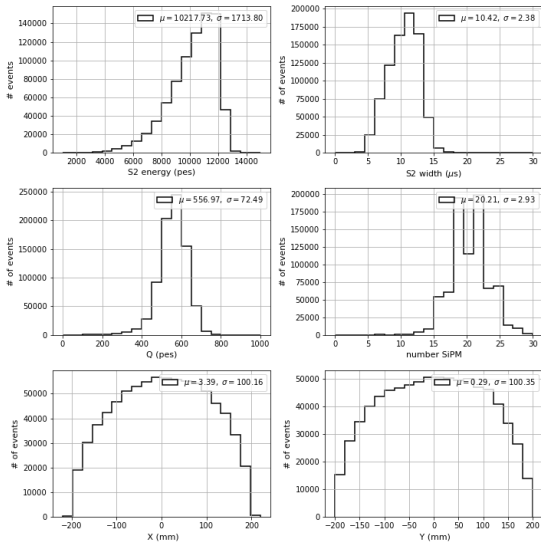 μ = 10217.73, σ = 1713.80
140000
120000
100000
80000
60000
40000
20000
0
# of events
2000 4000 6000 8000 10000 12000 14000
S2 energy (pes)
μ = 10.42, σ = 2.38
200000
175000
150000
125000
100000
75000
50000
25000
0
# of events
0 5 10 15 20 25 30
S2 width (μs)
μ = 556.97, σ = 72.49
250000
200000
150000
100000
50000
0
# of events
0 200 400 600 800 1000
Q (pes)
μ = 20.21, σ = 2.93
200000
175000
150000
125000
100000
75000
50000
25000
0
# of events
0 5 10 15 20 25 30
number SiPM
μ = 3.39, σ = 100.16
50000
40000
30000
20000
10000
0
# of events
−200 −100 0 100 200
X (mm)
μ = 0.29, σ = 100.35
50000
40000
30000
20000
10000
0
# of events
−200 −150 −100 −50 0 50 100 150 200
Y (mm)